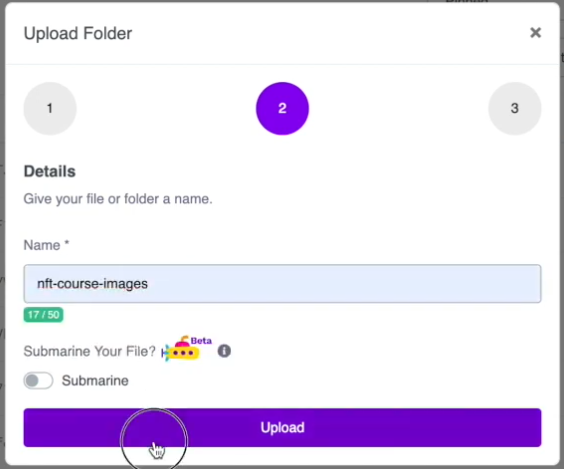 Upload Folder
×
1 2 3
Details
Give your file or folder a name.
Name *
nft-course-images
17 / 50
Submarine Your File? Beta i
Submarine
Upload